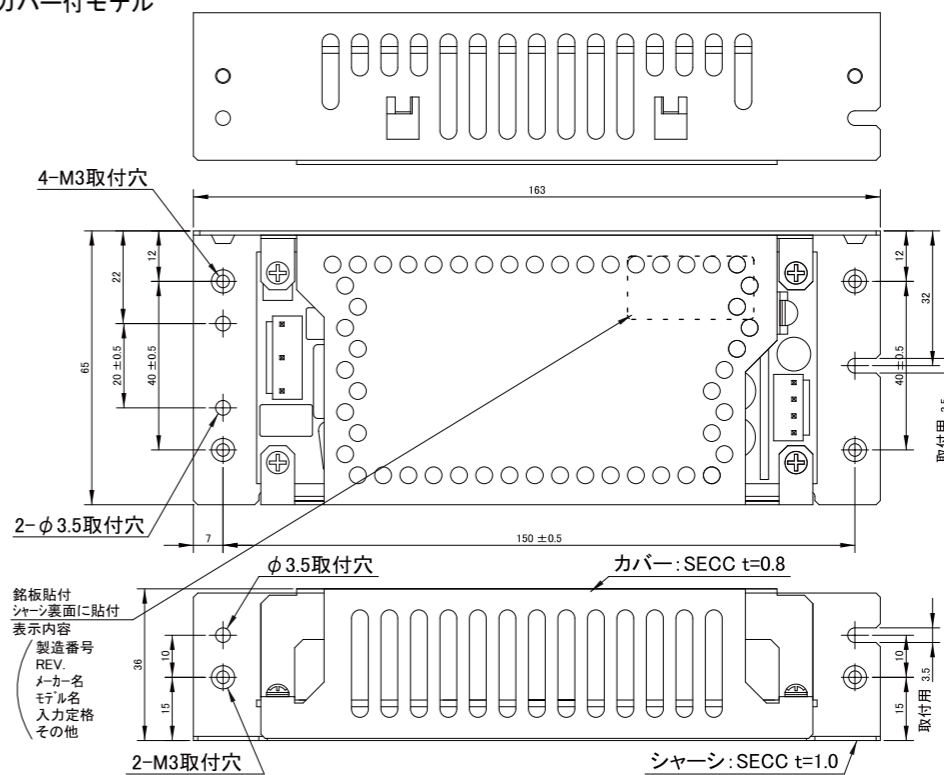 カバー付モデル
4-M3取付穴
163
65
22
12
20±0.5
40±0.5
12
32
40±0.5
取付用 3.5
2-φ3.5取付穴
7
150±0.5
φ3.5取付穴
カバー:SECC t=0.8
銘板貼付
シャーシ裏面に貼付
表示内容
製造番号
REV.
メーカー名
モデル名
入力定格
その他
36
10
15
10
15
取付用 3.5
2-M3取付穴
シャーシ:SECC t=1.0